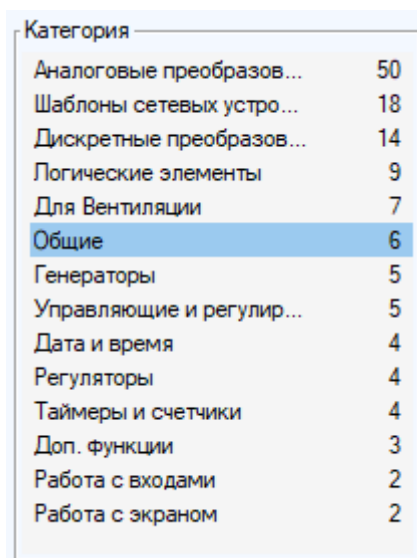 Категория
Аналоговые преобразов... 50
Шаблоны сетевых устро... 18
Дискретные преобразов... 14
Логические элементы 9
Для Вентиляции 7
Общие 6
Генераторы 5
Управляющие и регулир... 5
Дата и время 4
Регуляторы 4
Таймеры и счетчики 4
Доп. функции 3
Работа с входами 2
Работа с экраном 2